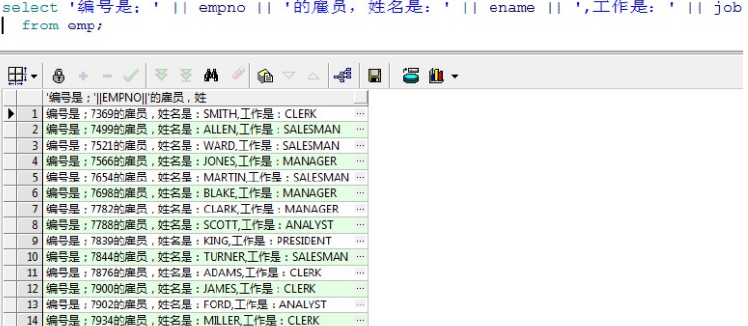 select '编号是；' || empno || '的雇员，姓名是：' || ename || ',工作是：' || job
from emp;
'编号是；'||EMPNO||'的雇员，姓
1 编号是；7369的雇员，姓名是：SMITH,工作是：CLERK
2 编号是；7499的雇员，姓名是：ALLEN,工作是：SALESMAN
3 编号是；7521的雇员，姓名是：WARD,工作是：SALESMAN
4 编号是；7566的雇员，姓名是：JONES,工作是：MANAGER
5 编号是；7654的雇员，姓名是：MARTIN,工作是：SALESMAN
6 编号是；7698的雇员，姓名是：BLAKE,工作是：MANAGER
7 编号是；7782的雇员，姓名是：CLARK,工作是：MANAGER
8 编号是；7788的雇员，姓名是：SCOTT,工作是：ANALYST
9 编号是；7839的雇员，姓名是：KING,工作是：PRESIDENT
10 编号是；7844的雇员，姓名是：TURNER,工作是：SALESMAN
11 编号是；7876的雇员，姓名是：ADAMS,工作是：CLERK
12 编号是；7900的雇员，姓名是：JAMES,工作是：CLERK
13 编号是；7902的雇员，姓名是：FORD,工作是：ANALYST
14 编号是；7934的雇员，姓名是：MILLER,工作是：CLERK